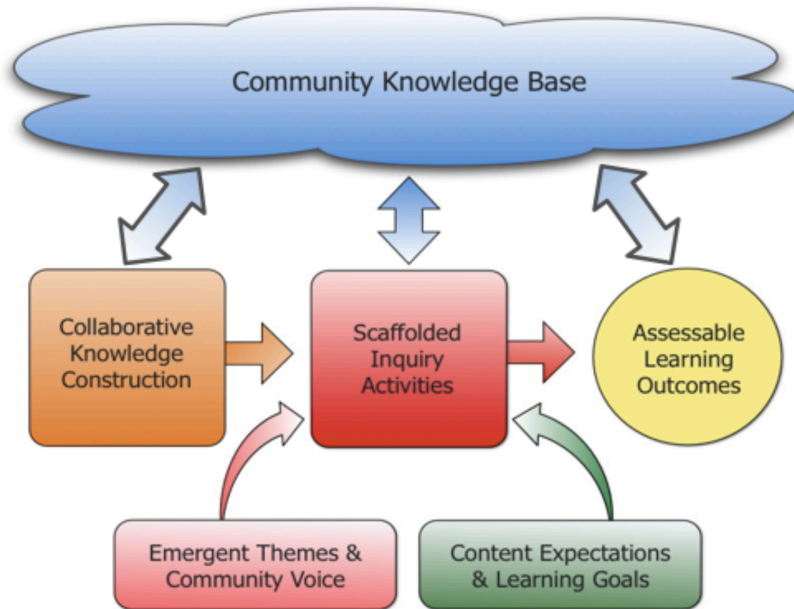 Community Knowledge Base
Collaborative
Knowledge
Construction
Scaffolded
Inquiry
Activities
Assessable
Learning
Outcomes
Emergent Themes &
Community Voice
Content Expectations
& Learning Goals